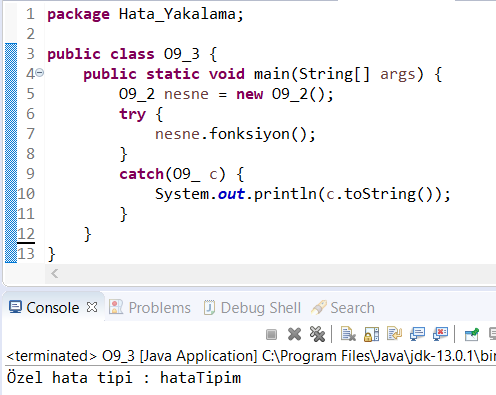 1 package Hata_Yakalama;
2
3 public class O9_3 {
4 public static void main(String[] args) {
5 O9_2 nesne = new O9_2();
6 try {
7 nesne.fonksiyon();
8 }
9 catch(O9_ c) {
10 System.out.println(c.toString());
11 }
12 }
13 }
Console Problems Debug Shell Search
<terminated> O9_3 [Java Application] C:\Program Files\Java\jdk-13.0.1\bin
Özel hata tipi : hataTipim